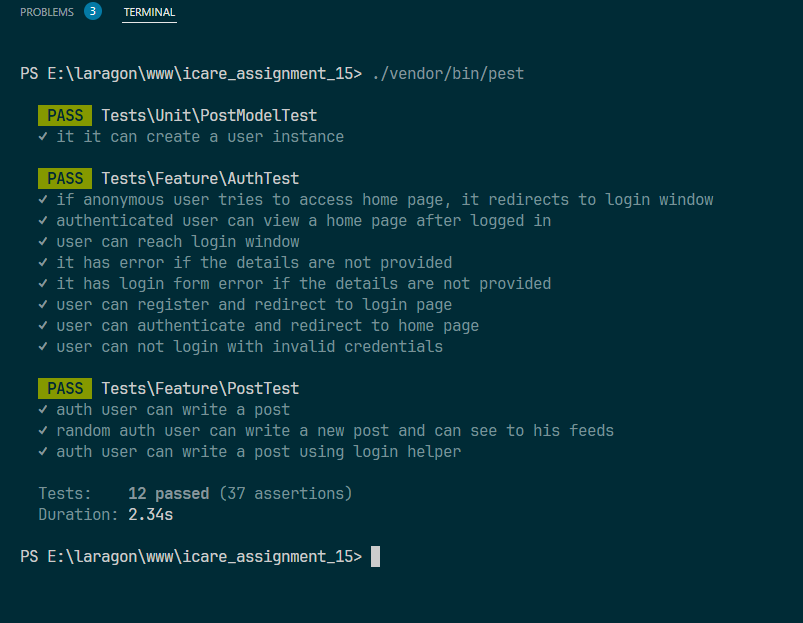 PROBLEMS 3 TERMINAL
PS E:\laragon\www\icare_assignment_15> ./vendor/bin/pest
PASS Tests\Unit\PostModelTest
✓ it it can create a user instance
PASS Tests\Feature\AuthTest
✓ if anonymous user tries to access home page, it redirects to login window
✓ authenticated user can view a home page after logged in
✓ user can reach login window
✓ it has error if the details are not provided
✓ it has login form error if the details are not provided
✓ user can register and redirect to login page
✓ user can authenticate and redirect to home page
✓ user can not login with invalid credentials
PASS Tests\Feature\PostTest
✓ auth user can write a post
✓ random auth user can write a new post and can see to his feeds
✓ auth user can write a post using login helper
Tests: 12 passed (37 assertions)
Duration: 2.34s
PS E:\laragon\www\icare_assignment_15>